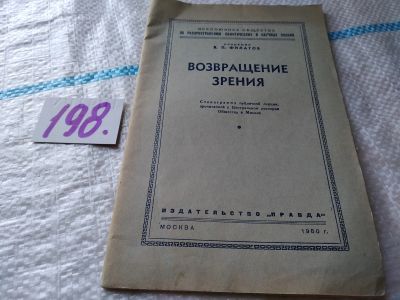 ВСЕСОЮЗНОЕ ОБЩЕСТВО
ПО РАСПРОСТРАНЕНИЮ ПОЛИТИЧЕСКИХ И НАУЧНЫХ ЗНАНИЙ
В. П. ФИЛАТОВ
ВОЗВРАЩЕНИЕ
ЗРЕНИЯ
Стенограмма публичной лекции,
прочитанной в Центральном лектории
Общества в Москве
ИЗДАТЕЛЬСТВО „ПРАВДА“
МОСКВА 1950 г.
198.